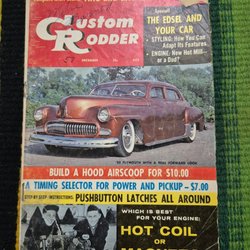 Custom
Rodder
DECEMBER
Special!
THE EDSEL AND
YOUR CAR
• STYLING: How You Can
Adapt Its Features
• ENGINE: New Hot Mill—
or a Dud?
'50 PLYMOUTH WITH A REAL FORWARD LOOK
BUILD A HOOD AIRSCOOP FOR $10.00
A TIMING SELECTOR FOR POWER AND PICKUP—$7.00
STEP-BY-STEP INSTRUCTIONS: PUSHBUTTON LATCHES ALL AROUND
WHICH IS BEST
FOR YOUR ENGINE:
HOT COIL
OR